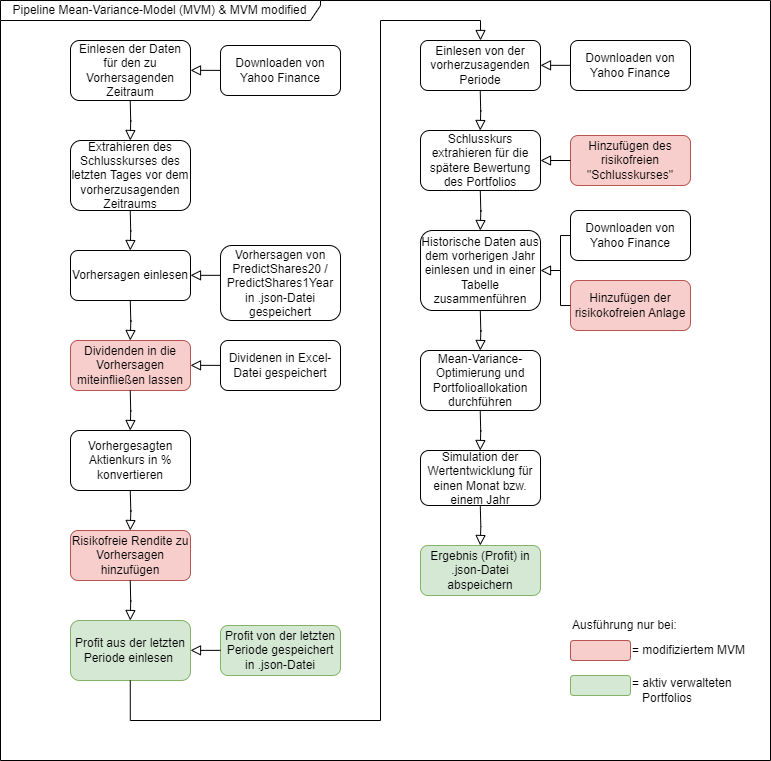 Pipeline Mean-Variance-Model (MVM) & MVM modified
Einlesen der Daten
für den zu
Vorhersagenden
Zeitraum
Downloaden von
Yahoo Finance
Extrahieren des
Schlusskurses des
letzten Tages vor dem
vorherzusagenden
Zeitraums
Vorhersagen einlesen
Vorhersagen von
PredictShares20 /
PredictShares1Year
in .json-Datei
gespeichert
Dividenden in die
Vorhersagen
miteinfließen lassen
Dividenen in Excel-
Datei gespeichert
Vorhergesagten
Aktienkurs in %
konvertieren
Risikofreie Rendite zu
Vorhersagen
hinzufügen
Profit aus der letzten
Periode einlesen
Profit von der letzten
Periode gespeichert
in .json-Datei
Einlesen von der
vorherzusagenden
Periode
Downloaden von
Yahoo Finance
Schlusskurs
extrahieren für die
spätere Bewertung
des Portfolios
Hinzufügen des
risikofreien
"Schlusskurses"
Historische Daten aus
dem vorherigen Jahr
einlesen und in einer
Tabelle
zusammenführen
Downloaden von
Yahoo Finance
Hinzufügen der
risikokofreien Anlage
Mean-Variance-
Optimierung und
Portfolioallokation
durchführen
Simulation der
Wertentwicklung für
einen Monat bzw.
einem Jahr
Ergebnis (Profit) in
.json-Datei
abspeichern
Ausführung nur bei:
= modifiziertem MVM
= aktiv verwalteten
Portfolios